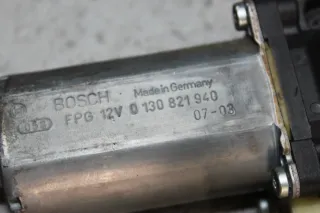 BOSCH Made in Germany
FPG 12V 0 130 821 940
07-03